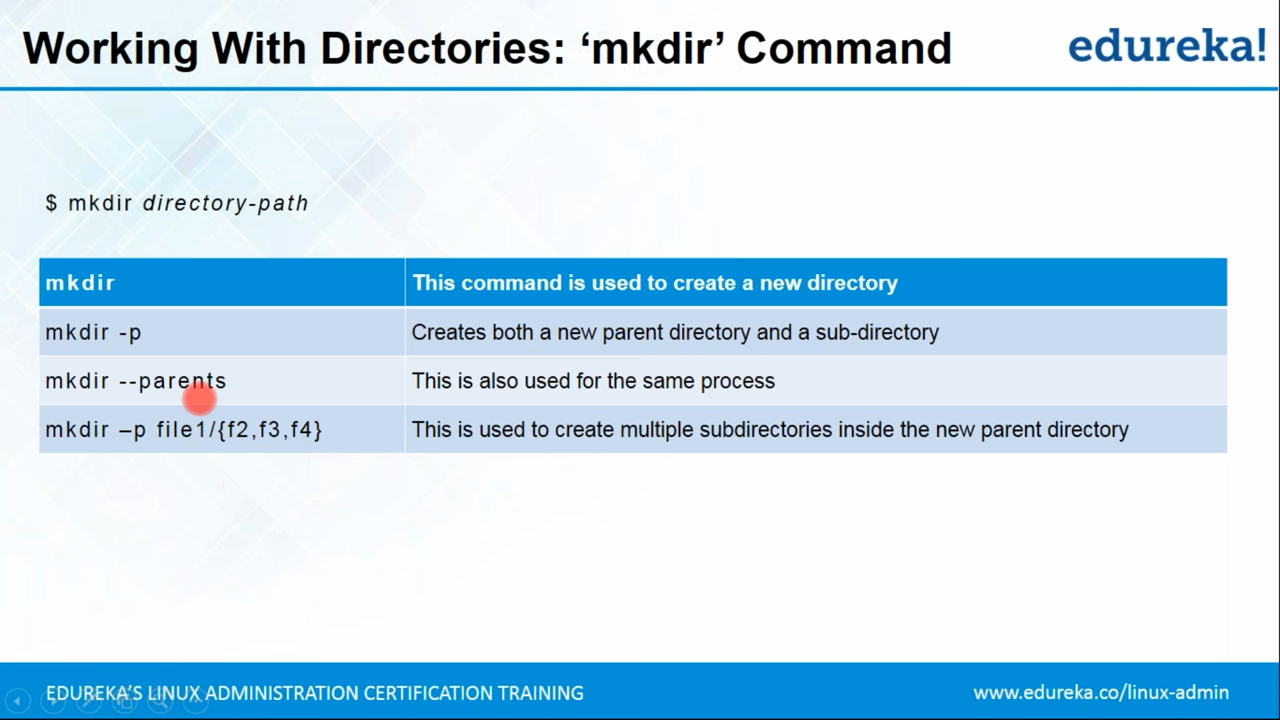 Working With Directories: ‘mkdir’ Command
edureka!
$ mkdir directory-path
mkdir This command is used to create a new directory
mkdir -p Creates both a new parent directory and a sub-directory
mkdir --parents This is also used for the same process
mkdir –p file1/{f2,f3,f4} This is used to create multiple subdirectories inside the new parent directory
EDUREKA'S LINUX ADMINISTRATION CERTIFICATION TRAINING
www.edureka.co/linux-admin